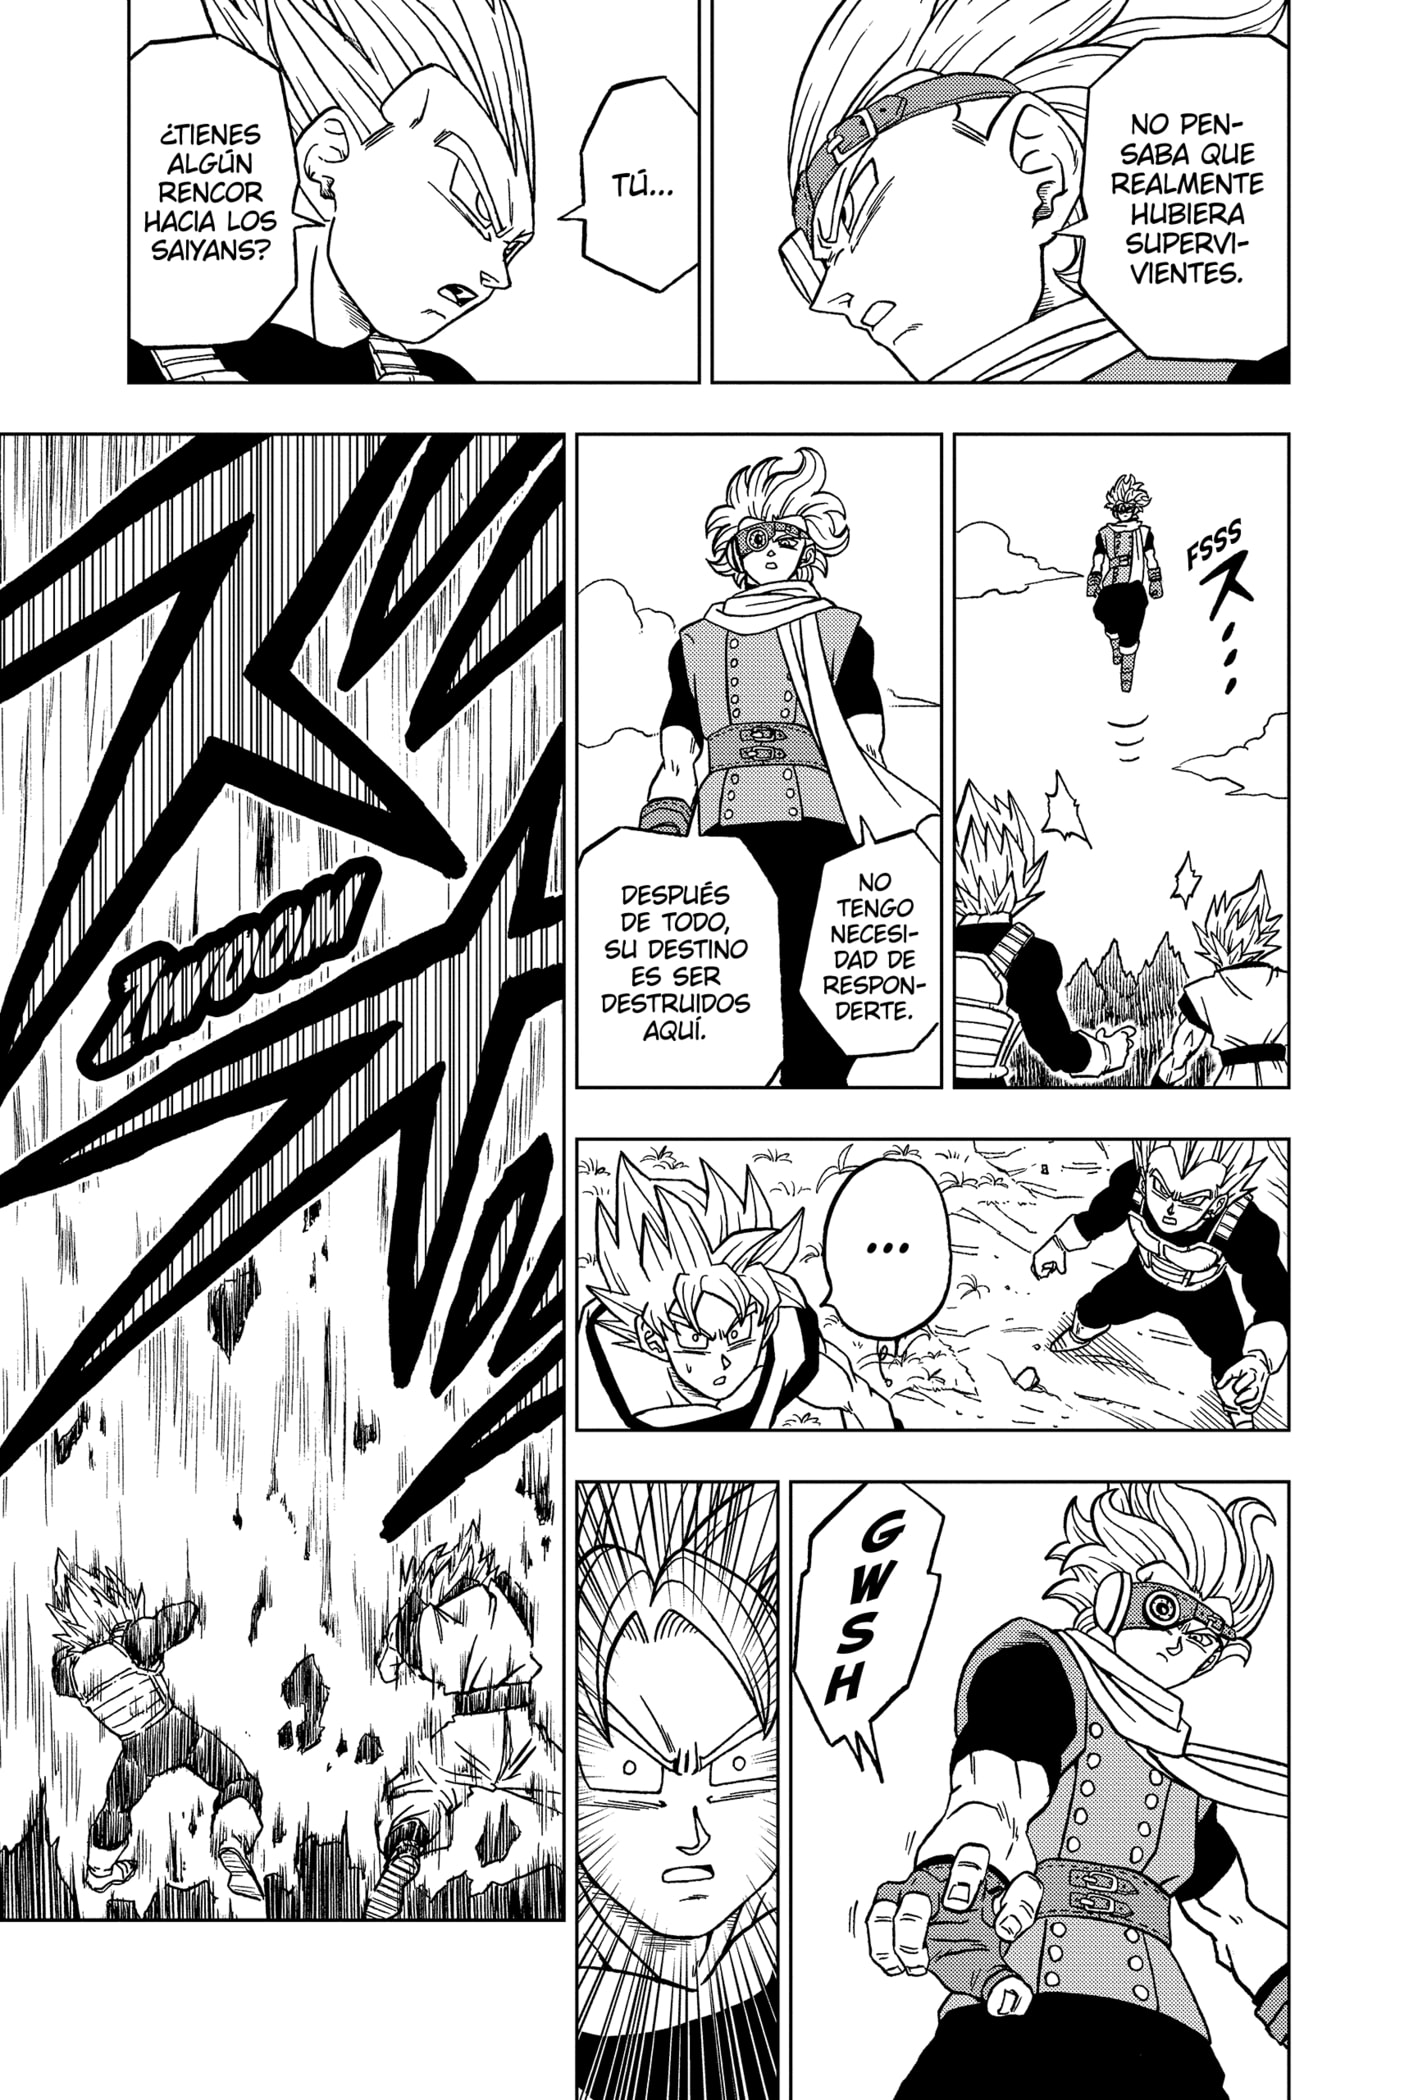 NO PEN-
SABA QUE
REALMENTE
HUBIERA
SUPERVI-
VIENTES.
TÚ...
¿TIENES
ALGÚN
RENCOR
HACIA LOS
SAIYANS?
FSSS
ス...
NO
TENGO
NECESI-
DAD DE
RESPON-
DERTE.
DESPUÉS
DE TODO,
SU DESTINO
ES SER
DESTRUIDOS
AQUÍ.
...
GWSH